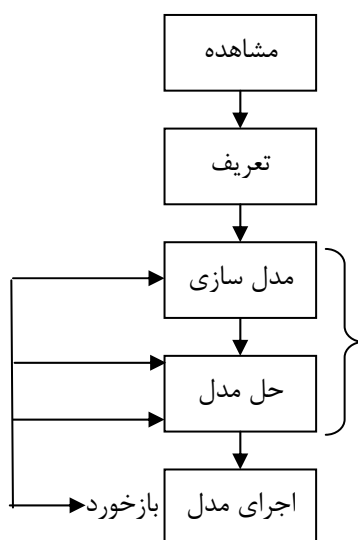 مشاهده
تعریف
مدل سازی
حل مدل
اجرای مدل
بازخورد